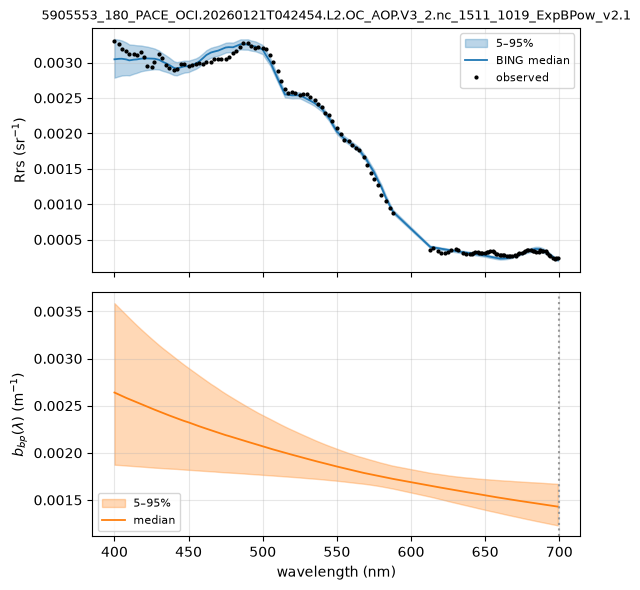 5905553_180_PACE_OCI.20260121T042454.L2.OC_AOP.V3_2.nc_1511_1019_ExpBPow_v2.1
0.0030
0.0025
0.0020
0.0015
0.0010
0.0005
Rrs (sr⁻¹)
5–95%
BING median
observed
0.0035
0.0030
0.0025
0.0020
0.0015
b_bp(λ) (m⁻¹)
5–95%
median
400 450 500 550 600 650 700
wavelength (nm)